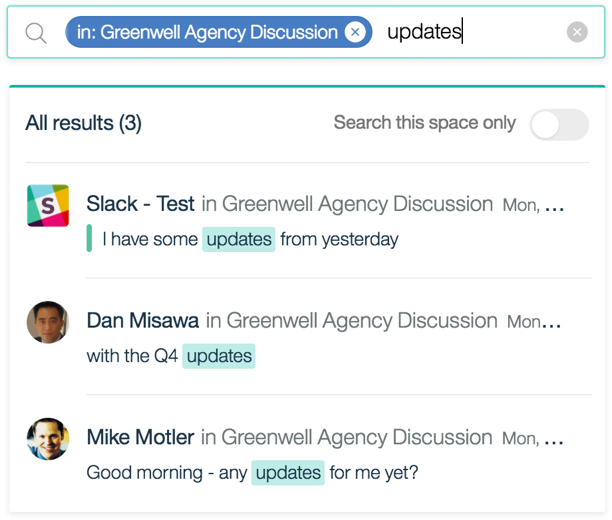 in: Greenwell Agency Discussion updates
All results (3)
Search this space only
S
Slack - Test in Greenwell Agency Discussion Mon, ...
I have some updates from yesterday
Dan Misawa in Greenwell Agency Discussion Mon...
with the Q4 updates
Mike Motler in Greenwell Agency Discussion Mon, ...
Good morning - any updates for me yet?